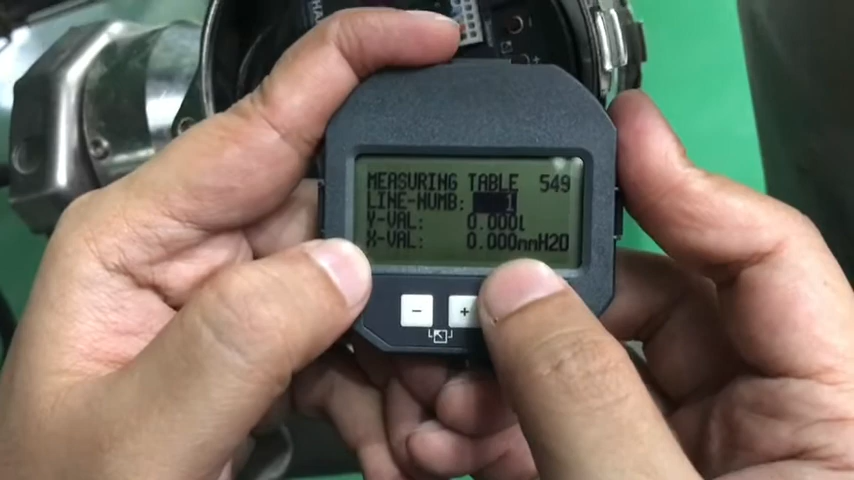 MEASURING TABLE 549
LINE-NUMB: 1
Y-VAL: 0.000l
X-VAL: 0.000mmH2O
- +